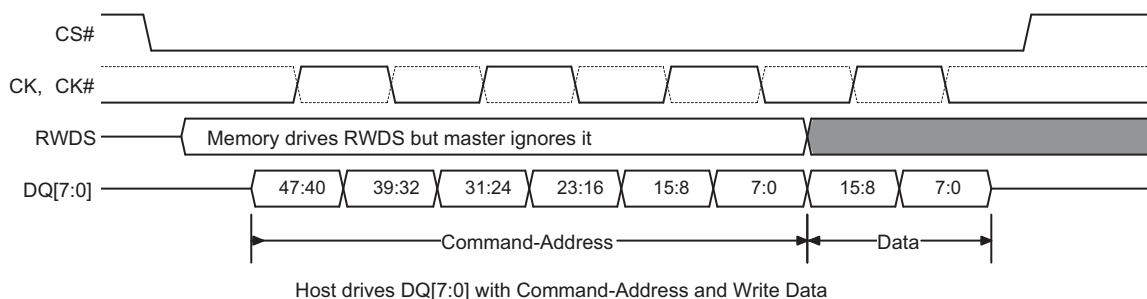 CS#
CK, CK#
RWDS Memory drives RWDS but master ignores it
DQ[7:0] 47:40 39:32 31:24 23:16 15:8 7:0 15:8 7:0
Command-Address Data
Host drives DQ[7:0] with Command-Address and Write Data